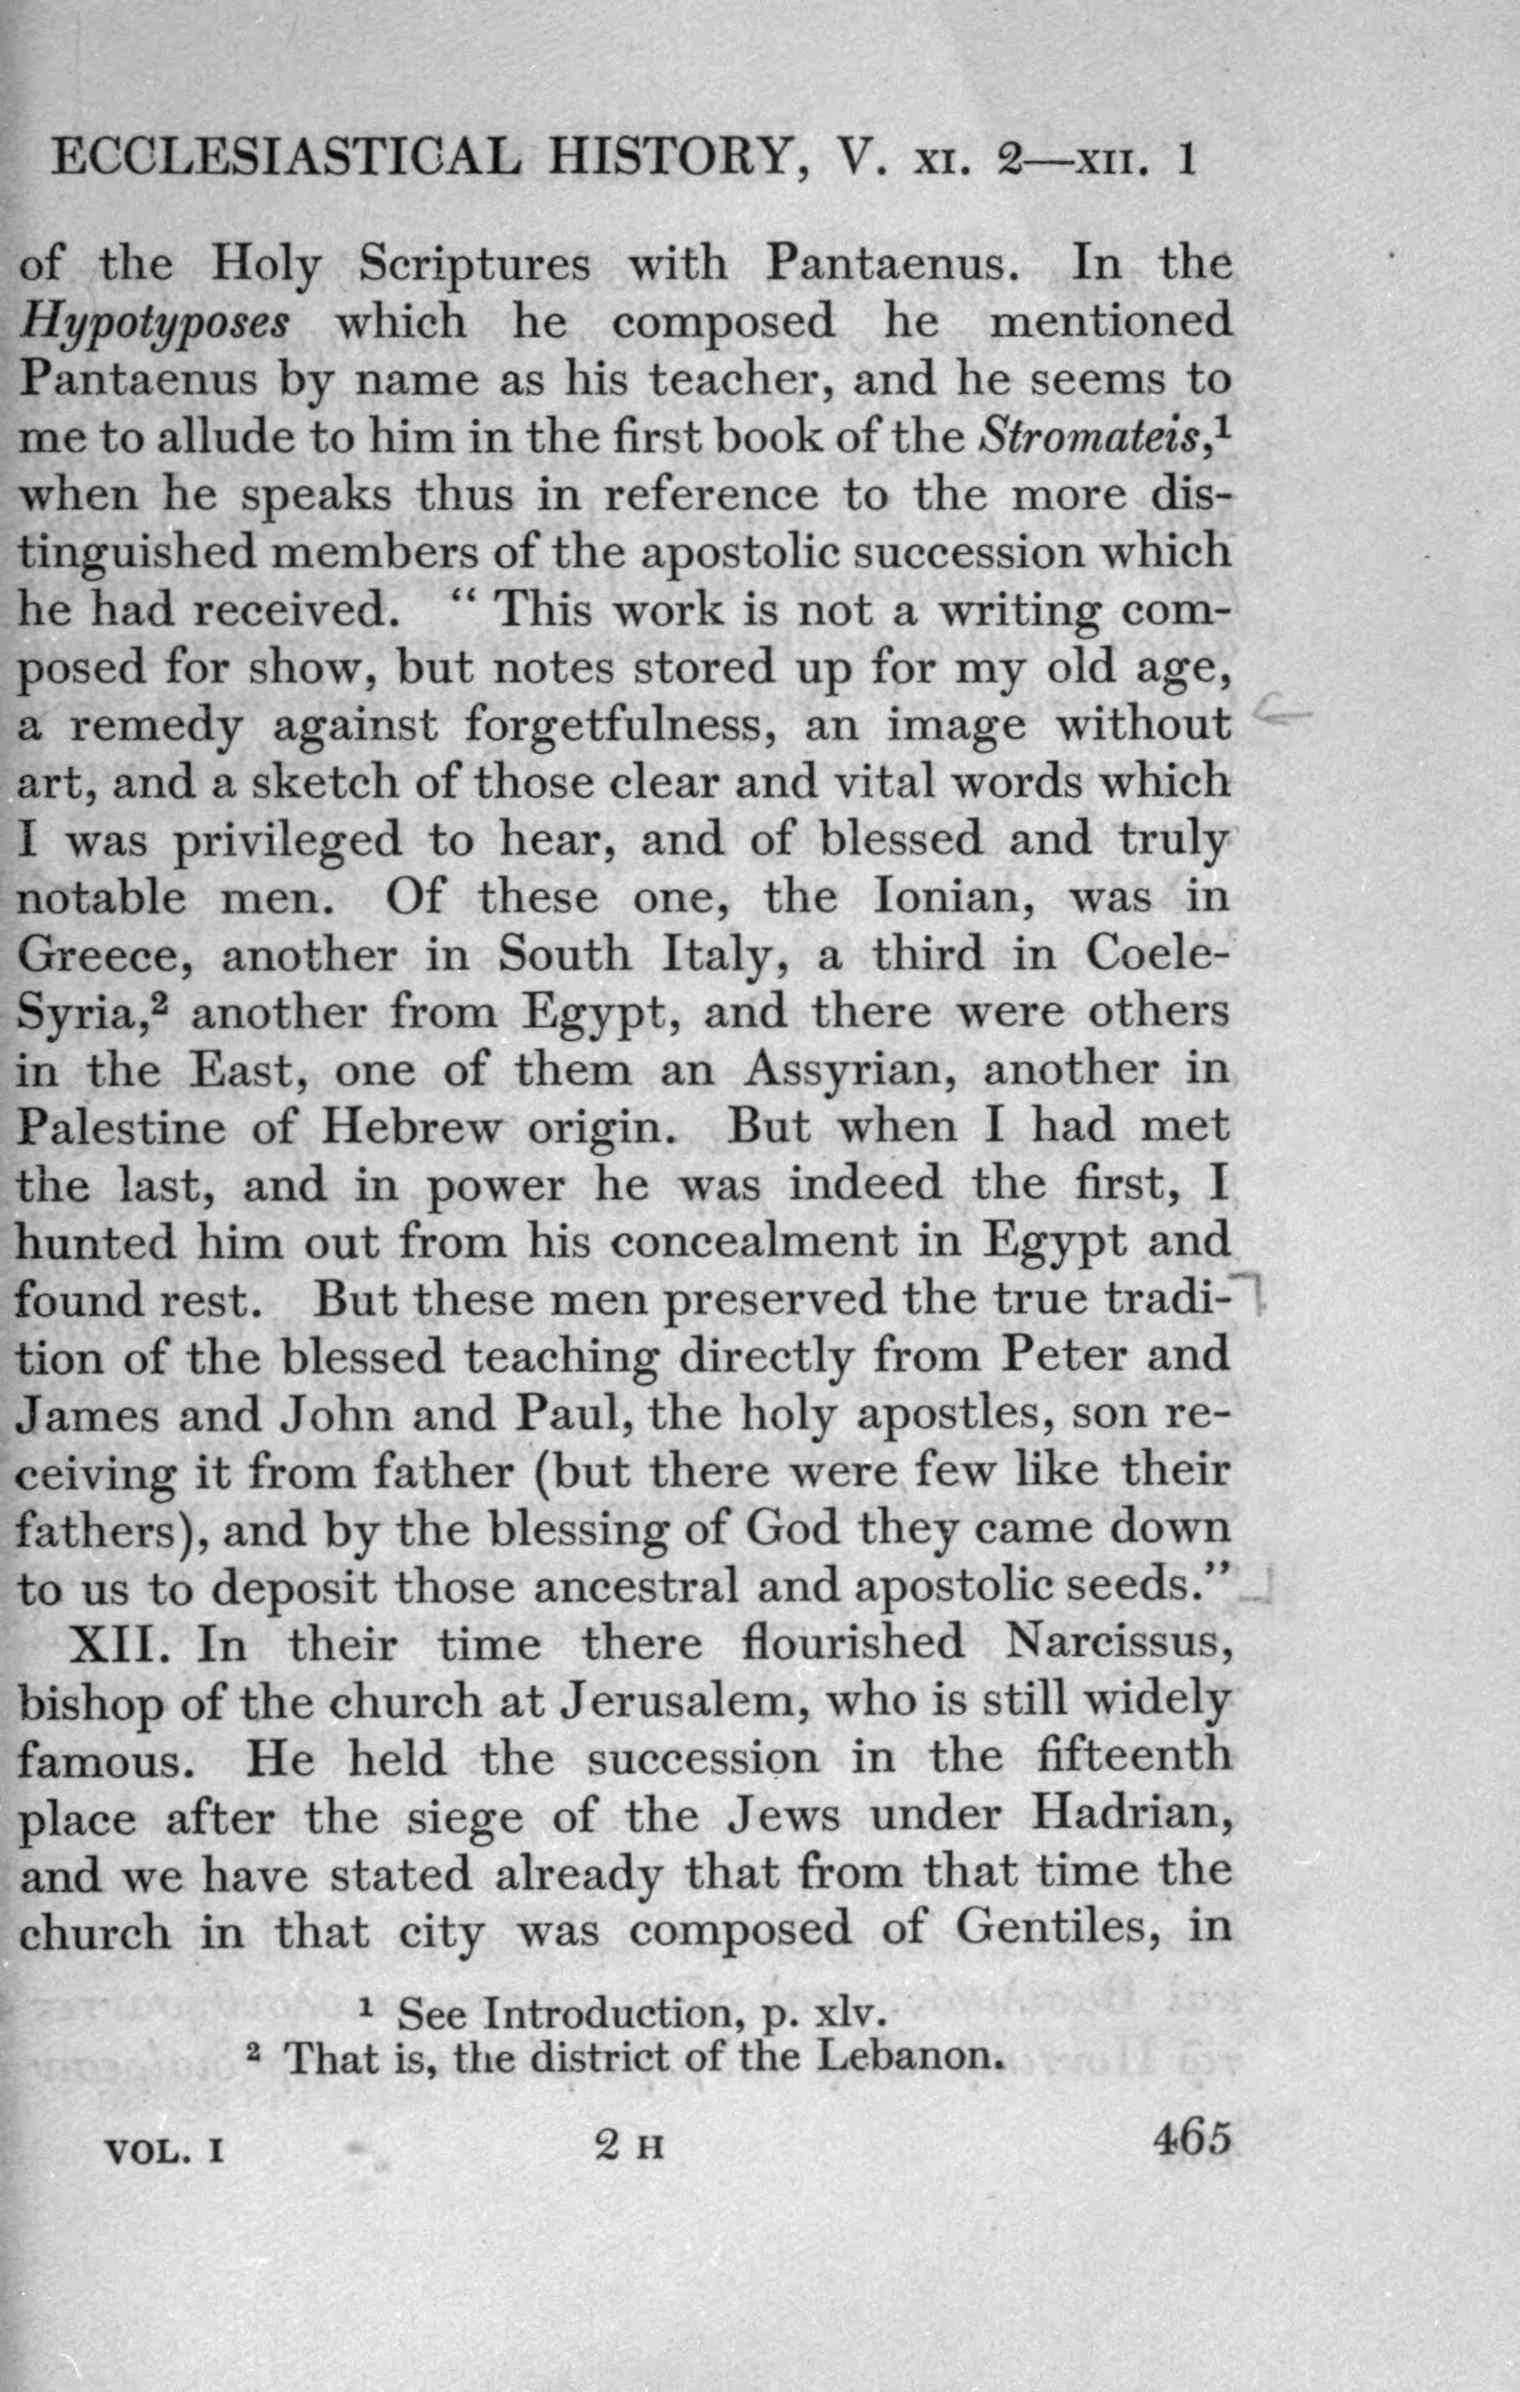 ECCLESIASTICAL HISTORY, V. XI. 2—XII. 1
of the Holy Scriptures with Pantaenus. In the
Hypotyposes which he composed he mentioned
Pantaenus by name as his teacher, and he seems to
me to allude to him in the first book of the Stromateis,¹
when he speaks thus in reference to the more dis-
tinguished members of the apostolic succession which
he had received. “ This work is not a writing com-
posed for show, but notes stored up for my old age,
a remedy against forgetfulness, an image without
art, and a sketch of those clear and vital words which
I was privileged to hear, and of blessed and truly
notable men. Of these one, the Ionian, was in
Greece, another in South Italy, a third in Coele-
Syria,² another from Egypt, and there were others
in the East, one of them an Assyrian, another in
Palestine of Hebrew origin. But when I had met
the last, and in power he was indeed the first, I
hunted him out from his concealment in Egypt and
found rest. But these men preserved the true tradi-
tion of the blessed teaching directly from Peter and
James and John and Paul, the holy apostles, son re-
ceiving it from father (but there were few like their
fathers), and by the blessing of God they came down
to us to deposit those ancestral and apostolic seeds.”
XII. In their time there flourished Narcissus,
bishop of the church at Jerusalem, who is still widely
famous. He held the succession in the fifteenth
place after the siege of the Jews under Hadrian,
and we have stated already that from that time the
church in that city was composed of Gentiles, in
¹ See Introduction, p. xlv.
² That is, the district of the Lebanon.
VOL. I 2 H 465